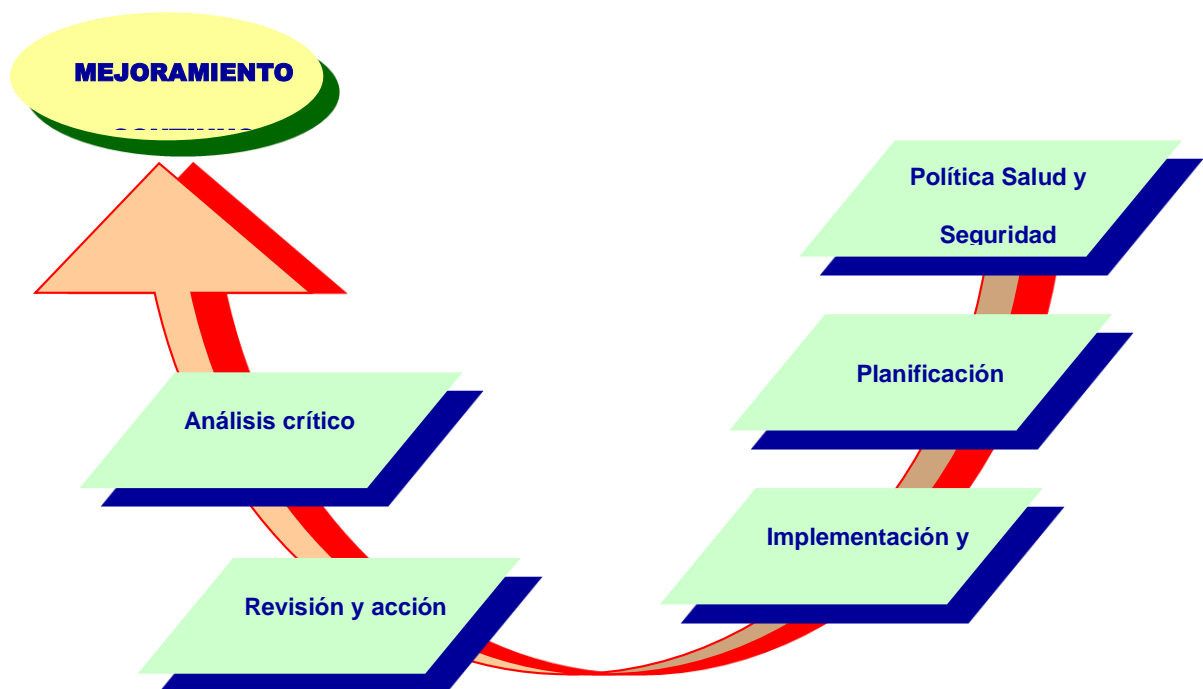 MEJORAMIENTO
Política Salud y
Seguridad
Planificación
Análisis crítico
Implementación y
Revisión y acción